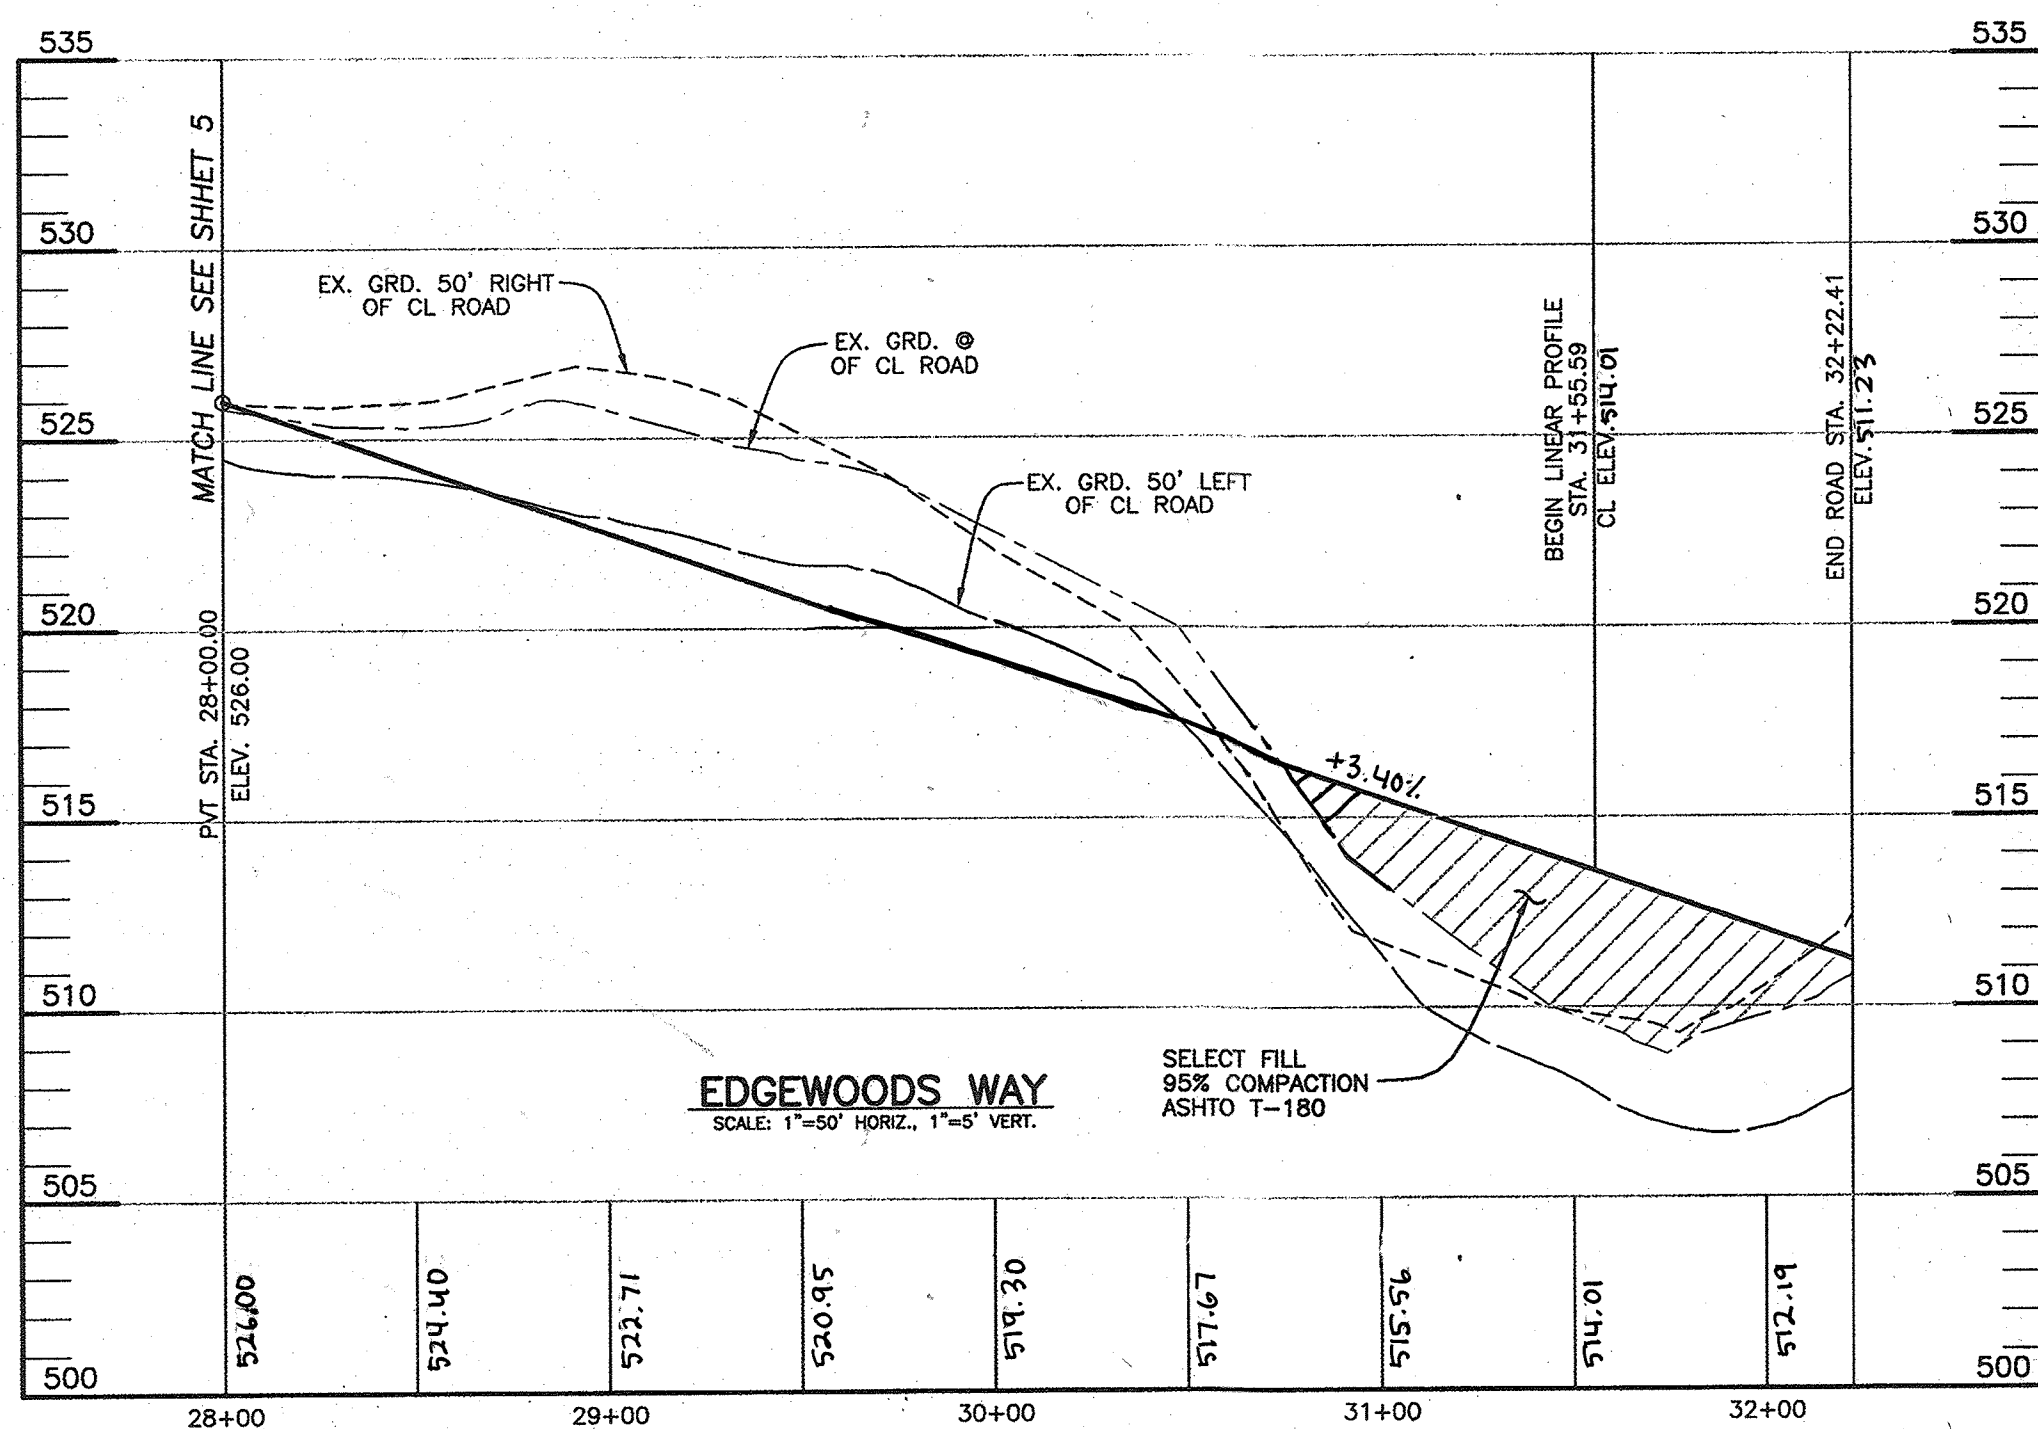 535
535
530
530
525
525
520
520
515
515
510
510
505
505
500
500
MATCH LINE SEE SHHET 5
PVT STA. 28+00.00
ELEV. 526.00
EX. GRD. 50' RIGHT
OF CL ROAD
EX. GRD. @
OF CL ROAD
EX. GRD. 50' LEFT
OF CL ROAD
BEGIN LINEAR PROFILE
STA. 31+55.59
CL ELEV. 514.01
END ROAD STA. 32+22.41
ELEV. 511.23
+3.40%
SELECT FILL
95% COMPACTION
ASHTO T-180
EDGEWOODS WAY
SCALE: 1"=50' HORIZ., 1"=5' VERT.
526.00
524.40
522.71
520.95
519.30
517.67
515.56
514.01
512.19
28+00
29+00
30+00
31+00
32+00